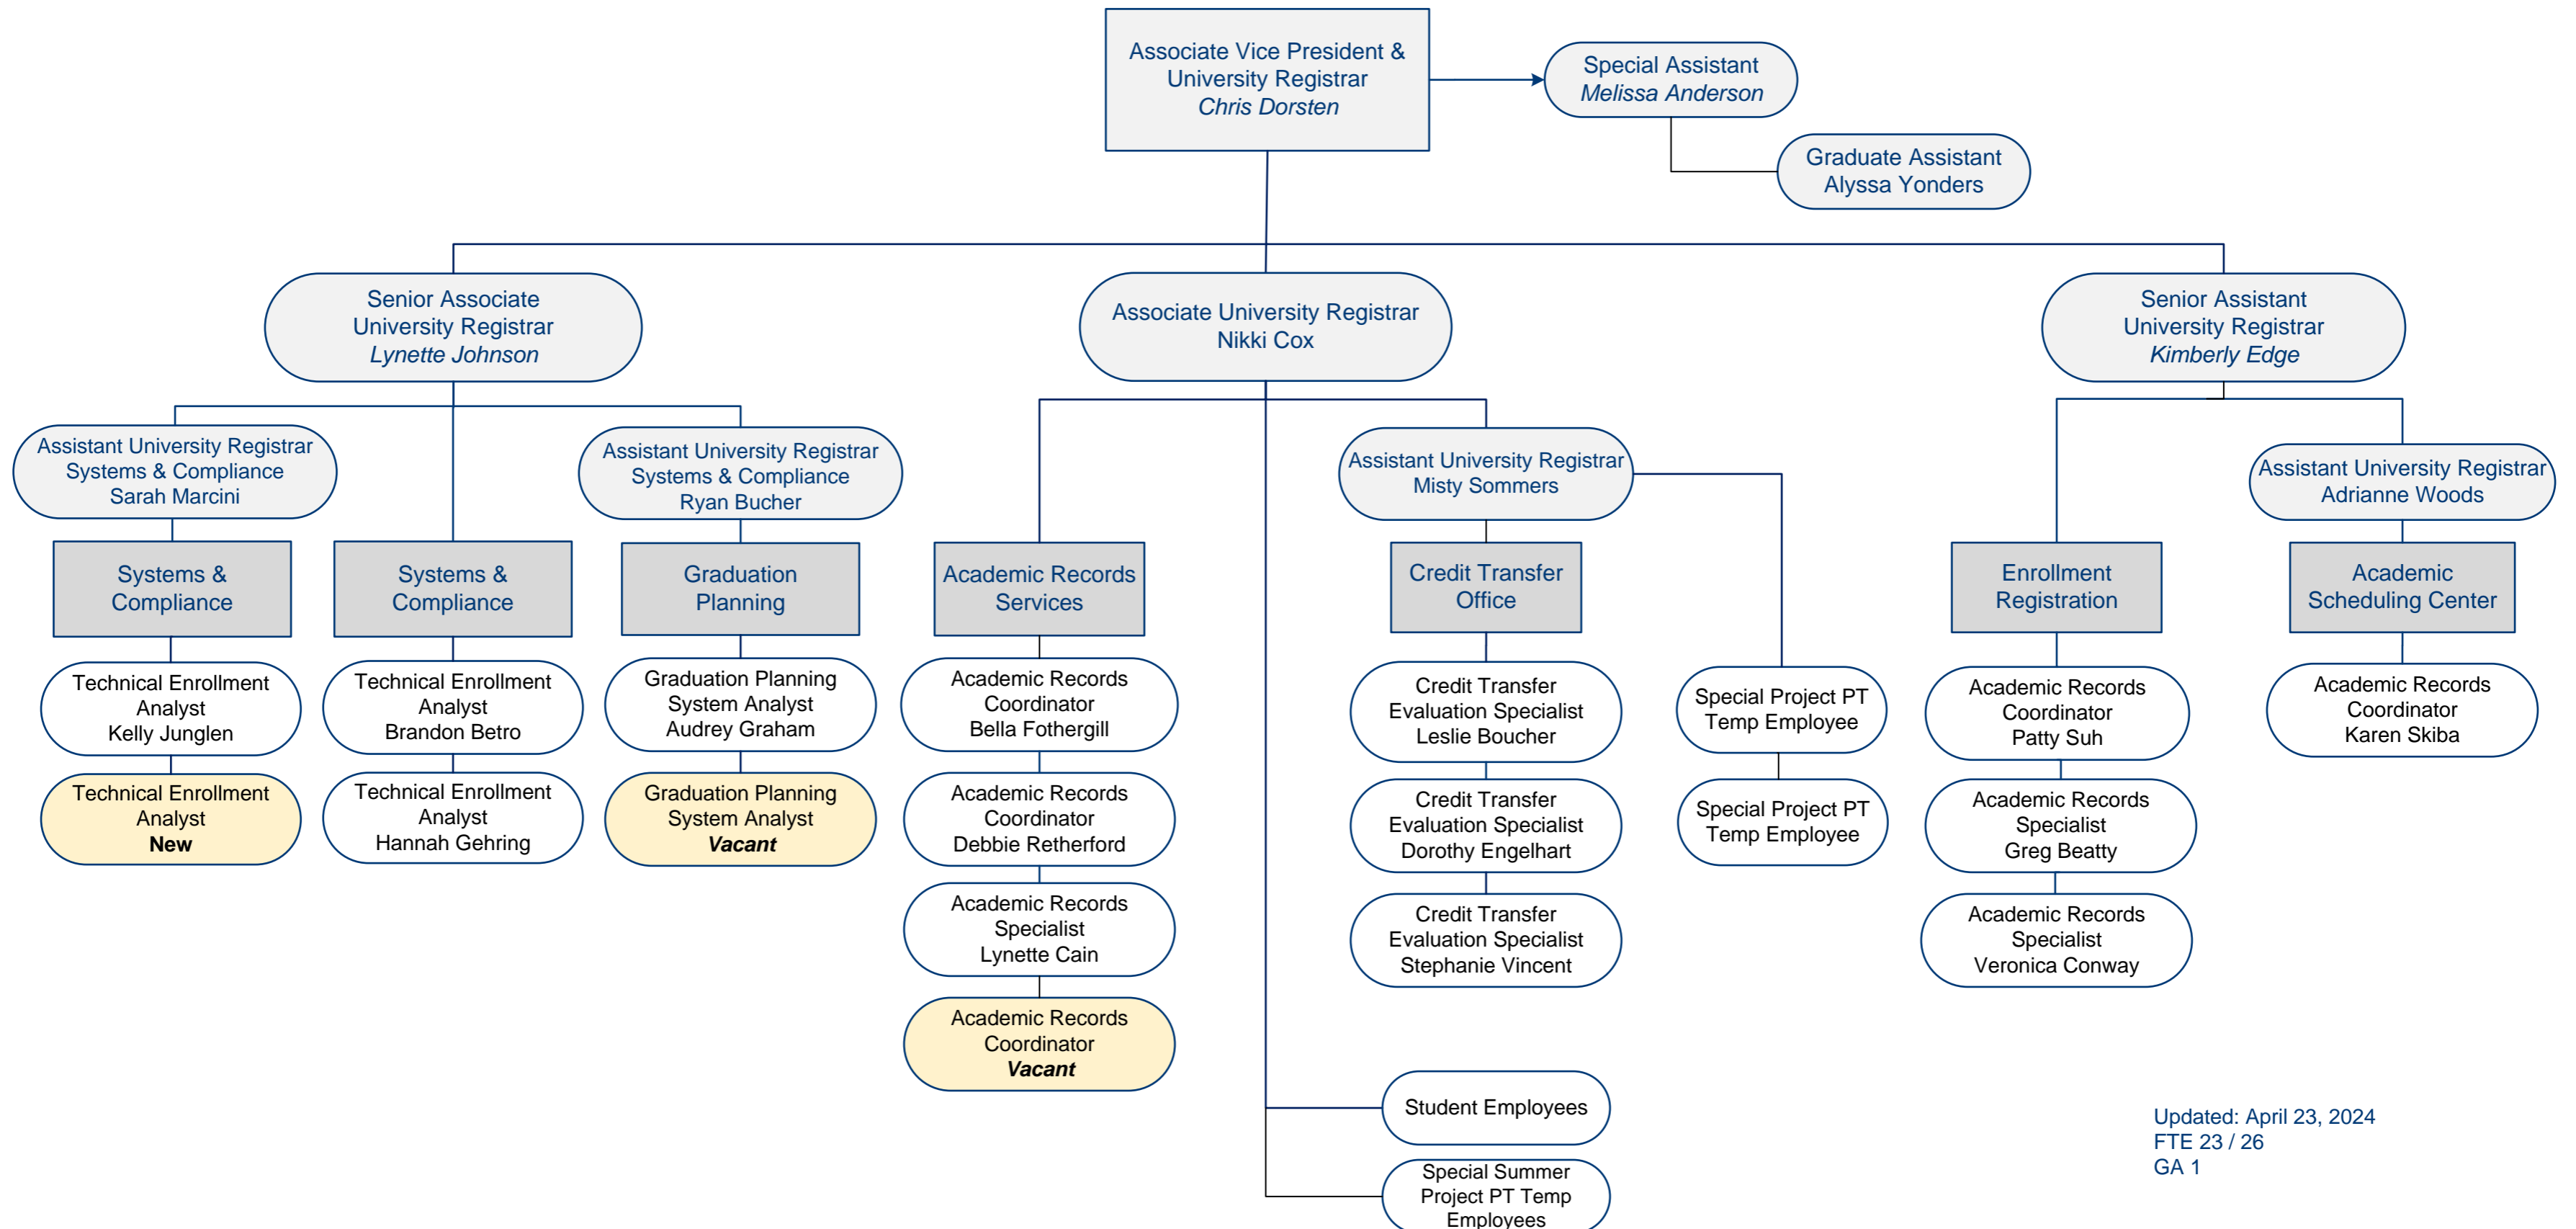 Associate Vice President &
University Registrar
Chris Dorsten
Special Assistant
Melissa Anderson
Graduate Assistant
Alyssa Yonders
Senior Associate
University Registrar
Lynette Johnson
Associate University Registrar
Nikki Cox
Senior Assistant
University Registrar
Kimberly Edge
Assistant University Registrar
Systems & Compliance
Sarah Marcini
Assistant University Registrar
Systems & Compliance
Ryan Bucher
Assistant University Registrar
Misty Sommers
Assistant University Registrar
Adrianne Woods
Systems &
Compliance
Systems &
Compliance
Graduation
Planning
Academic Records
Services
Credit Transfer
Office
Enrollment
Registration
Academic
Scheduling Center
Technical Enrollment
Analyst
Kelly Junglen
Technical Enrollment
Analyst
Brandon Betro
Graduation Planning
System Analyst
Audrey Graham
Academic Records
Coordinator
Bella Fothergill
Credit Transfer
Evaluation Specialist
Leslie Boucher
Special Project PT
Temp Employee
Academic Records
Coordinator
Patty Suh
Academic Records
Coordinator
Karen Skiba
Technical Enrollment
Analyst
New
Technical Enrollment
Analyst
Hannah Gehring
Graduation Planning
System Analyst
Vacant
Academic Records
Coordinator
Debbie Retherford
Credit Transfer
Evaluation Specialist
Dorothy Engelhart
Special Project PT
Temp Employee
Academic Records
Specialist
Greg Beatty
Academic Records
Specialist
Lynette Cain
Credit Transfer
Evaluation Specialist
Stephanie Vincent
Academic Records
Specialist
Veronica Conway
Academic Records
Coordinator
Vacant
Student Employees
Special Summer
Project PT Temp
Employees
Updated: April 23, 2024
FTE 23 / 26
GA 1